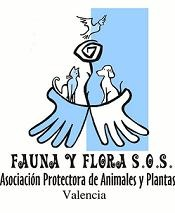 FAUNA Y FLORA S.O.S.
Asociación Protectora de Animales y Plantas
Valencia